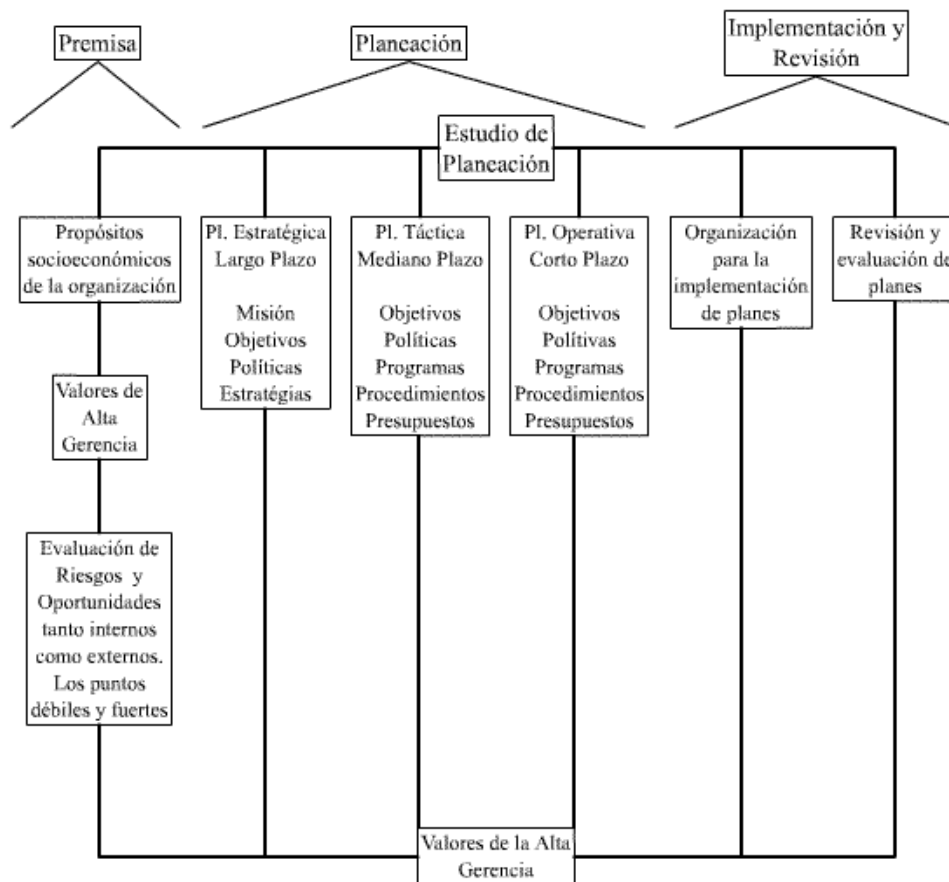 Premisa
Planeación
Implementación y
Revisión
Estudio de
Planeación
Propósitos
socioeconómicos
de la organización
Valores de
Alta
Gerencia
Evaluación de
Riesgos y
Oportunidades
tanto internos
como externos.
Los puntos
débiles y fuertes
Pl. Estratégica
Largo Plazo
Misión
Objetivos
Políticas
Estratégias
Pl. Táctica
Mediano Plazo
Objetivos
Políticas
Programas
Procedimientos
Presupuestos
Pl. Operativa
Corto Plazo
Objetivos
Polítivas
Programas
Procedimientos
Presupuestos
Organización
para la
implementación
de planes
Revisión y
evaluación de
planes
Valores de la Alta
Gerencia